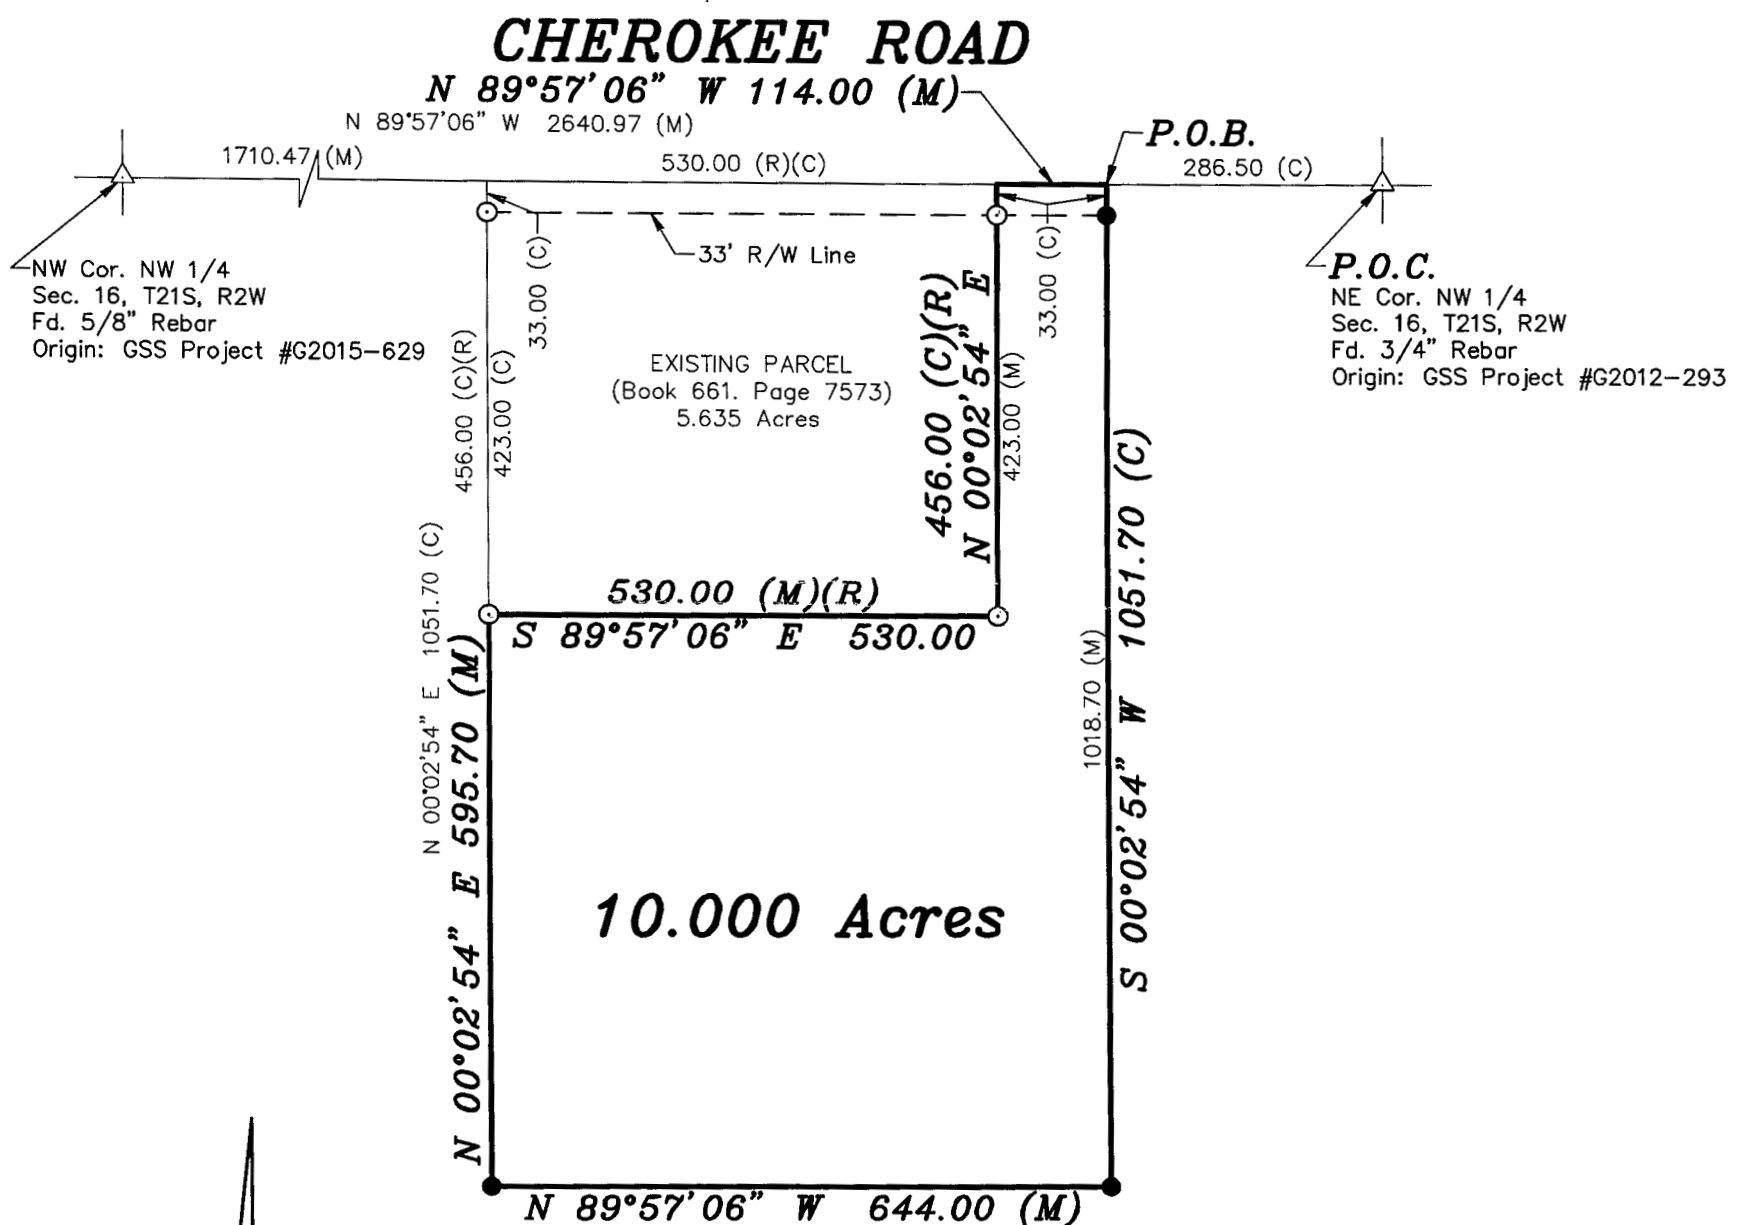 CHEROKEE ROAD
N 89°57'06" W 114.00 (M)
N 89°57'06" W 2640.97 (M)
P.O.B.
1710.47 (M)
530.00 (R)(C)
286.50 (C)
33' R/W Line
33.00 (C)
33.00 (C)
NW Cor. NW 1/4
Sec. 16, T21S, R2W
Fd. 5/8" Rebar
Origin: GSS Project #G2015-629
P.O.C.
NE Cor. NW 1/4
Sec. 16, T21S, R2W
Fd. 3/4" Rebar
Origin: GSS Project #G2012-293
EXISTING PARCEL
(Book 661. Page 7573)
5.635 Acres
456.00 (C)(R)
423.00 (C)
456.00 (C)(R)
N 00°02'54" E
423.00 (M)
530.00 (M)(R)
S 89°57'06" E 530.00
N 00°02'54" E 1051.70 (C)
N 00°02'54" E 595.70 (M)
1018.70 (M)
S 00°02'54" W 1051.70 (C)
10.000 Acres
N 89°57'06" W 644.00 (M)